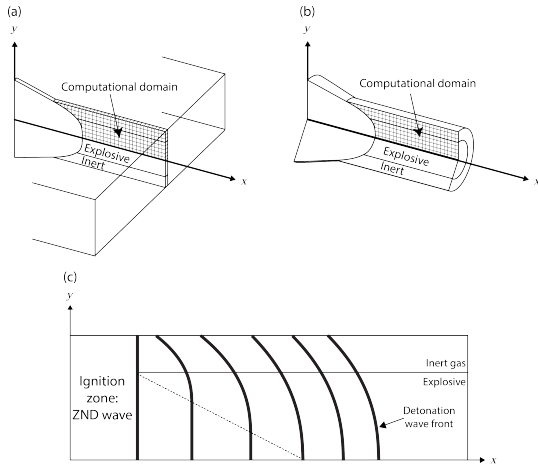 (a)
y
Computational domain
Explosive
Inert
x
(b)
y
Computational domain
Explosive
Inert
x
(c)
y
Inert gas
Explosive
Ignition
zone:
ZND wave
Detonation
wave front
x